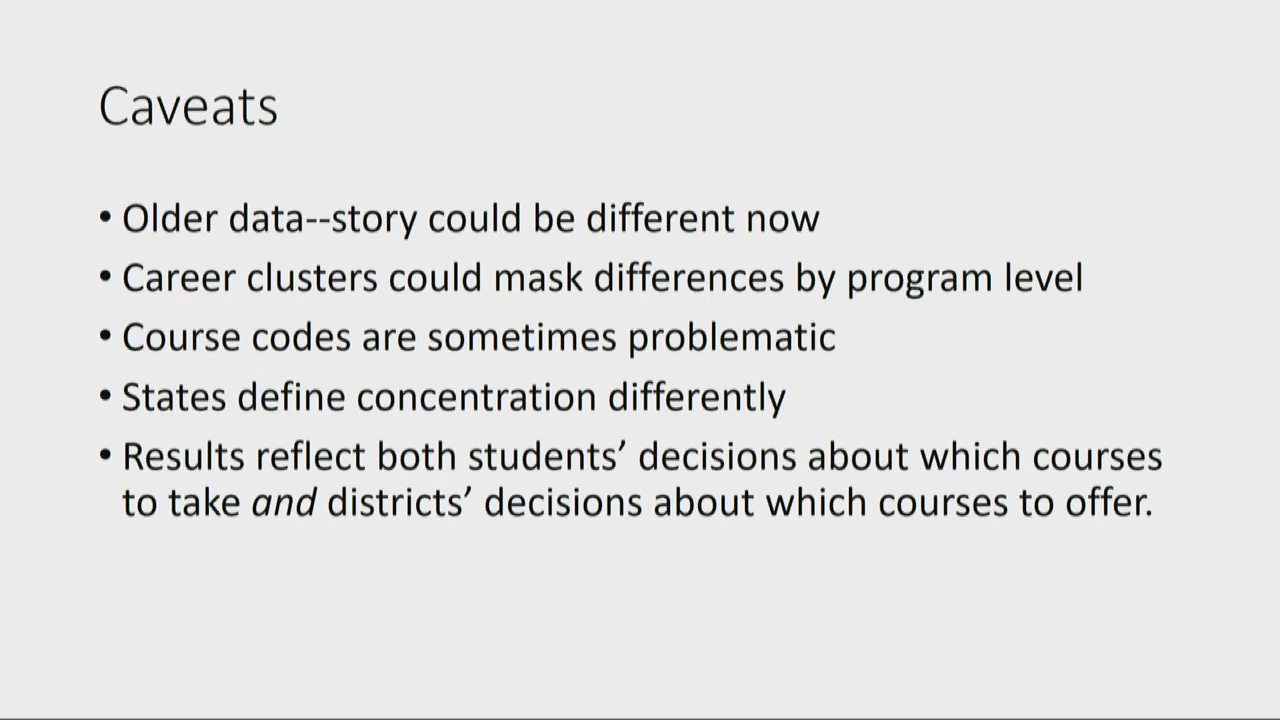 Caveats
• Older data--story could be different now
• Career clusters could mask differences by program level
• Course codes are sometimes problematic
• States define concentration differently
• Results reflect both students’ decisions about which courses
to take and districts’ decisions about which courses to offer.